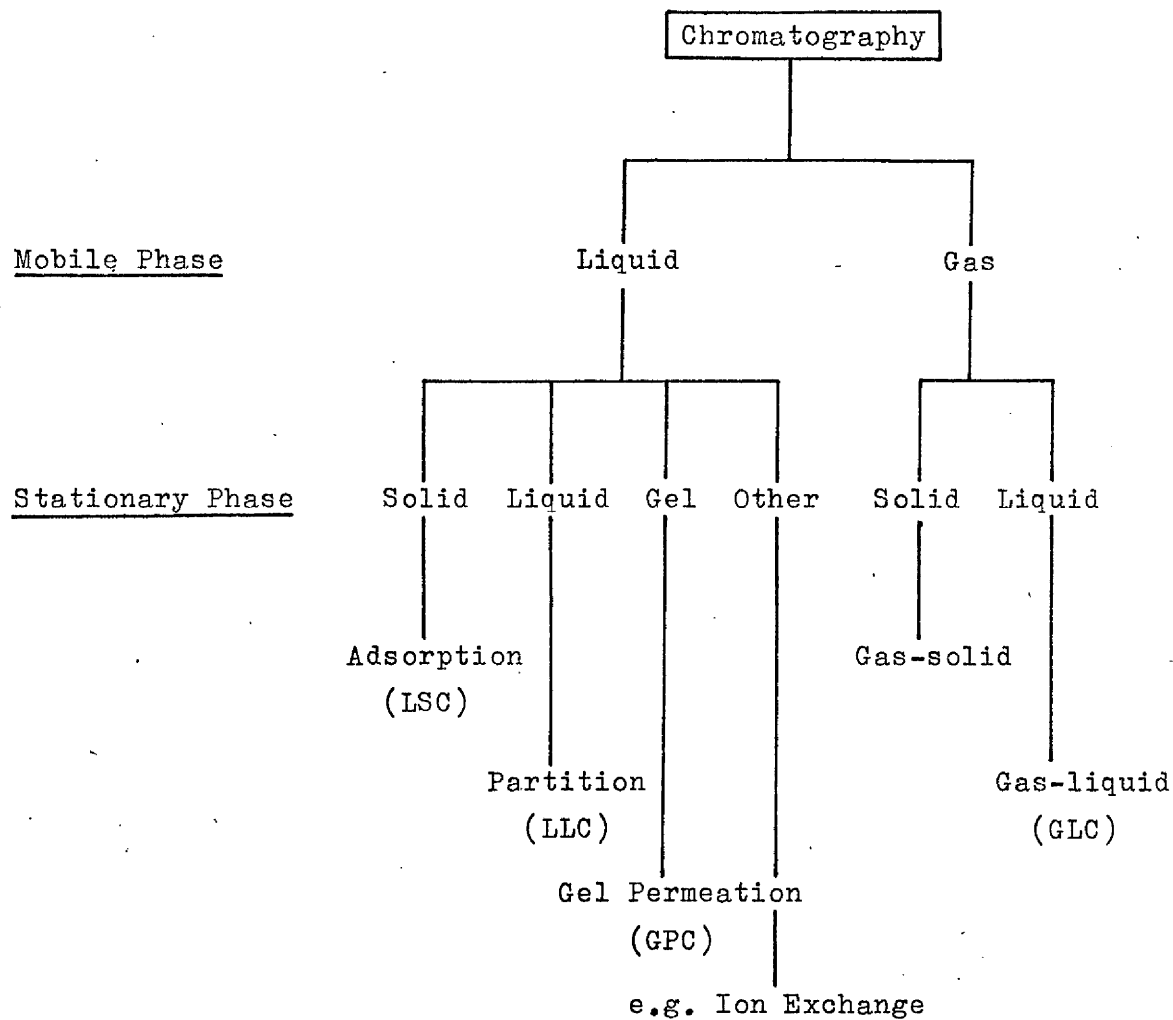 Chromatography
Mobile Phase Liquid Gas
Stationary Phase Solid Liquid Gel Other Solid Liquid
Adsorption Gas-solid
(LSC)
Partition Gas-liquid
(LLC) (GLC)
Gel Permeation
(GPC)
e.g. Ion Exchange